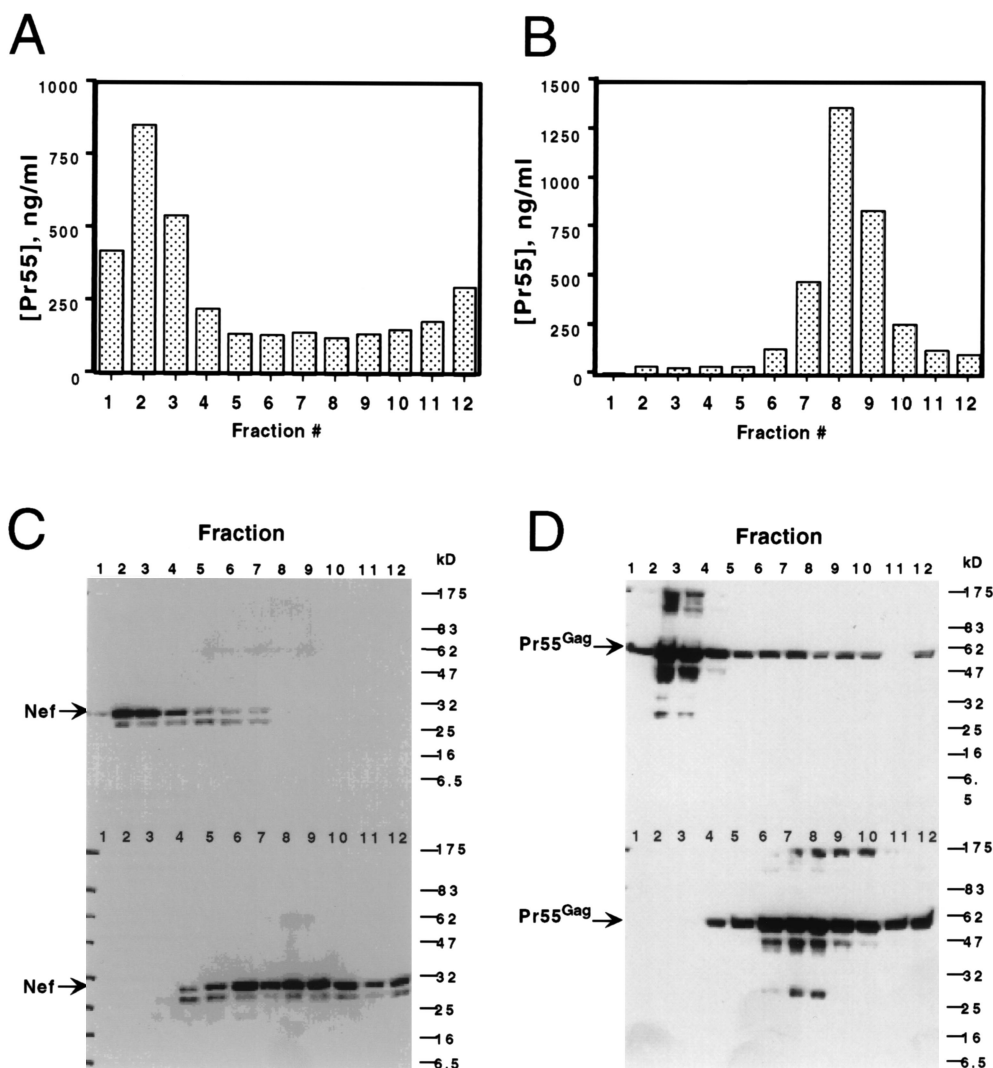 A
1000
750
500
250
0
[Pr55], ng/ml
1 2 3 4 5 6 7 8 9 10 11 12
Fraction #
B
1500
1250
1000
750
500
250
0
[Pr55], ng/ml
1 2 3 4 5 6 7 8 9 10 11 12
Fraction #
C
Fraction
1 2 3 4 5 6 7 8 9 10 11 12
kD
175
83
62
47
Nef
32
25
16
6.5
1 2 3 4 5 6 7 8 9 10 11 12
175
83
62
47
Nef
32
25
16
6.5
D
Fraction
1 2 3 4 5 6 7 8 9 10 11 12
kD
175
83
Pr55Gag
62
47
32
25
16
6.
5
1 2 3 4 5 6 7 8 9 10 11 12
175
83
Pr55Gag
62
47
32
25
16
6.5